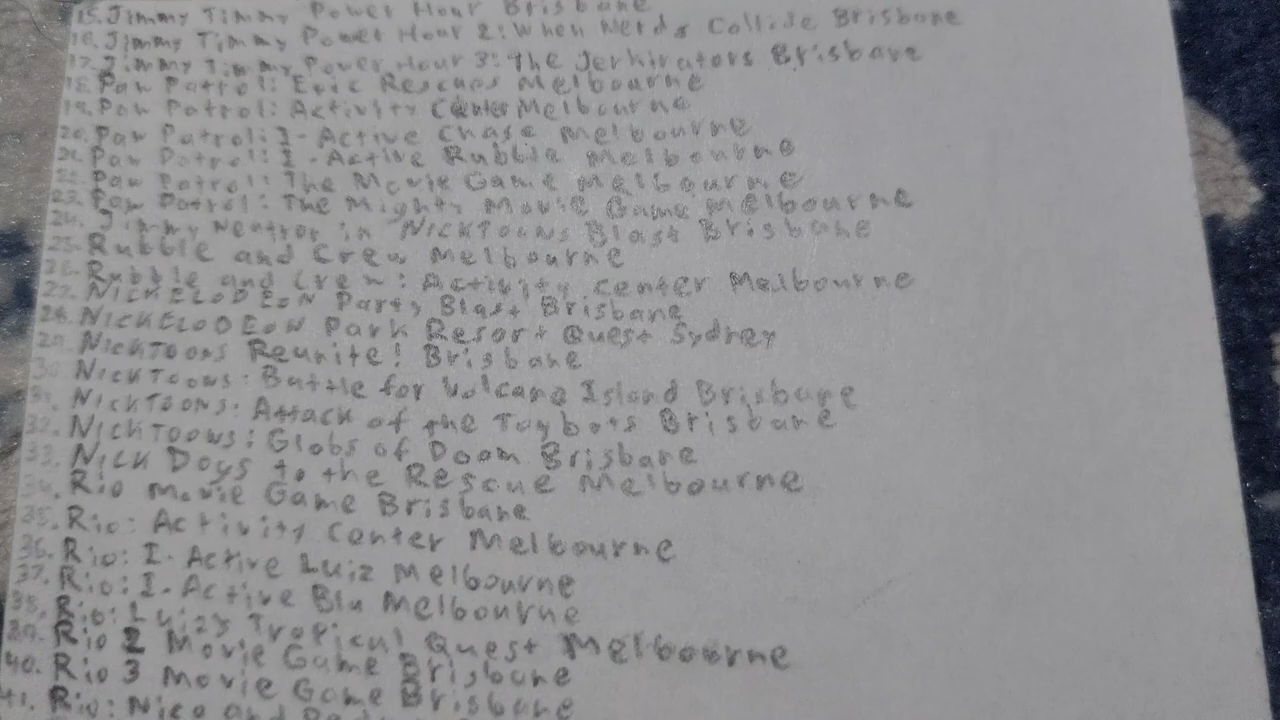 15. Jimmy Timmy Power Hour Brisbane
16. Jimmy Timmy Power Hour 2: When Nerds Collide Brisbane
17. Jimmy Timmy Power Hour 3: The Jerkinators Brisbane
18. Paw Patrol: Epic Rescues Melbourne
19. Paw Patrol: Activity Center Melbourne
20. Paw Patrol: I-Active Chase Melbourne
21. Paw Patrol: I-Active Rubble Melbourne
22. Paw Patrol: The Movie Game Melbourne
23. Paw Patrol: The Mighty Movie Game Melbourne
24. Jimmy Neutron in NICKTOONS Blast Brisbane
25. Rubble and Crew Melbourne
26. Rubble and Crew: Activity Center Melbourne
27. NICKELODEON Party Blast Brisbane
28. NICKELODEON Park Resort Quest Sydney
29. NICKTOONS Reunite! Brisbane
30. NICKTOONS: Battle for Volcano Island Brisbane
31. NICKTOONS: Attack of the Toybots Brisbane
32. NICKTOONS: Globs of Doom Brisbane
33. NICK Doys to the Rescue Melbourne
34. Rio Movie Game Brisbane
35. Rio: Activity Center Melbourne
36. Rio: I-Active Luiz Melbourne
37. Rio: I-Active Blu Melbourne
38. Rio: Luizs Tropical Quest Melbourne
39. Rio 2 Movie Game Brisbane
40. Rio 3 Movie Game Brisbane
41. Rio: Nico and